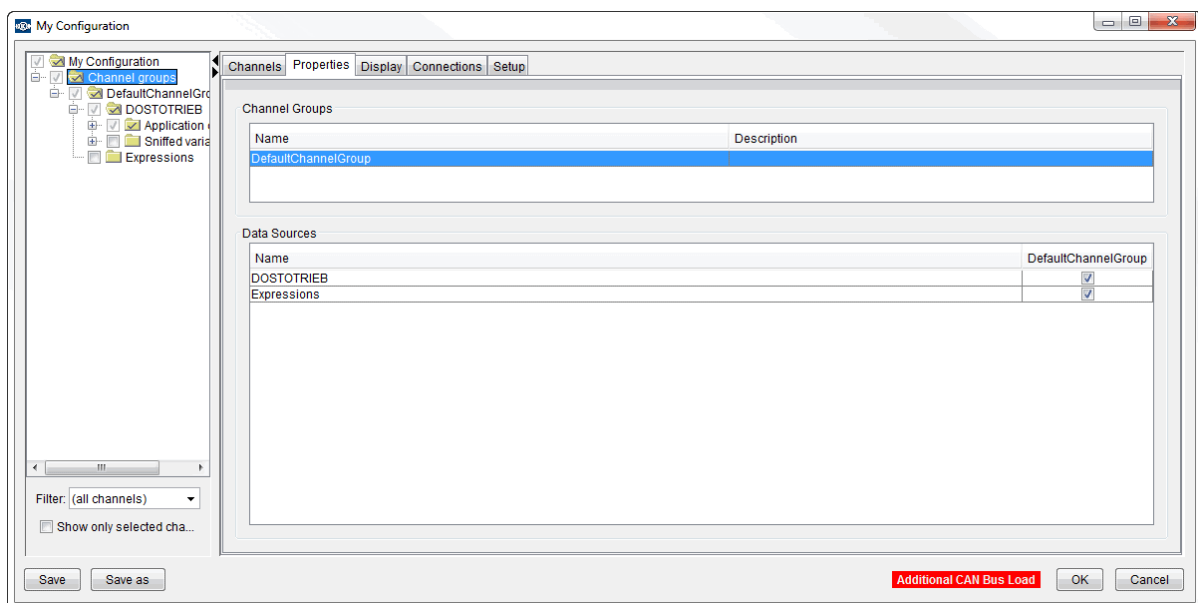 My Configuration
My Configuration
Channel groups
DefaultChannelGro
DOSTOTRIEB
Application
Sniffed varia
Expressions
Filter: (all channels)
Show only selected cha...
Channels Properties Display Connections Setup
Channel Groups
Name Description
DefaultChannelGroup
Data Sources
Name DefaultChannelGroup
DOSTOTRIEB
Expressions
Save Save as Additional CAN Bus Load OK Cancel